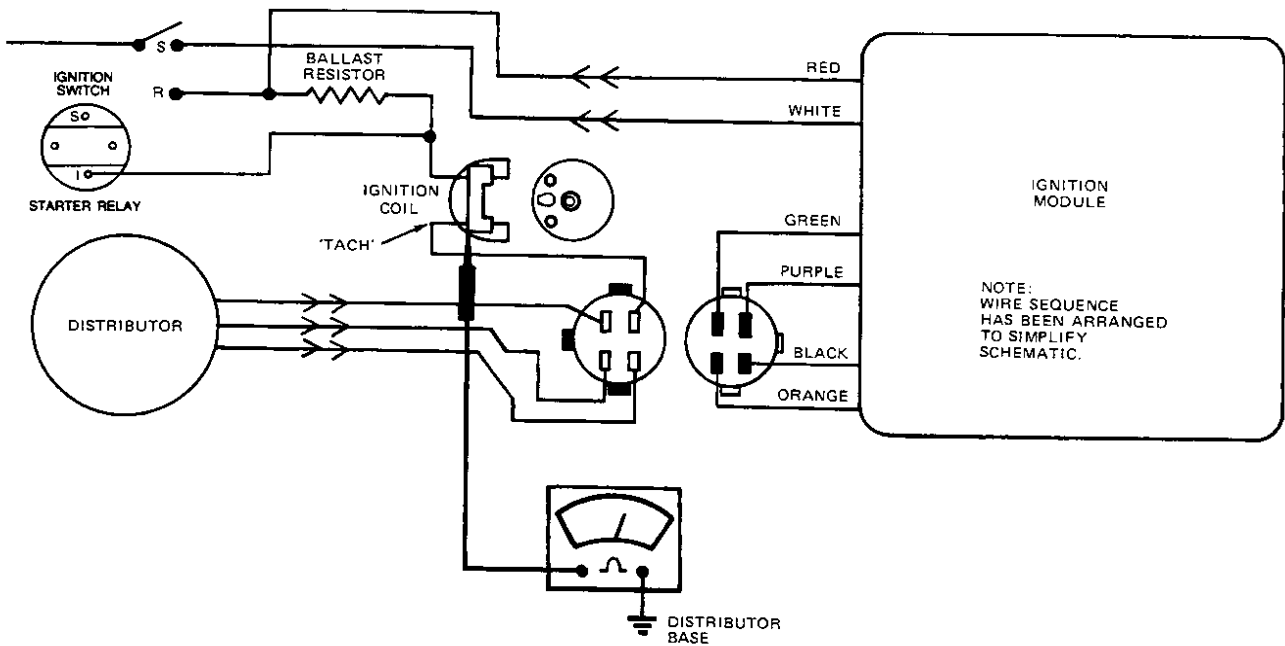 S
BALLAST
RESISTOR
RED
IGNITION
SWITCH
R
WHITE
S
I
STARTER RELAY
IGNITION
COIL
'TACH'
IGNITION
MODULE
GREEN
PURPLE
DISTRIBUTOR
NOTE:
WIRE SEQUENCE
HAS BEEN ARRANGED
TO SIMPLIFY
SCHEMATIC.
BLACK
ORANGE
DISTRIBUTOR
BASE